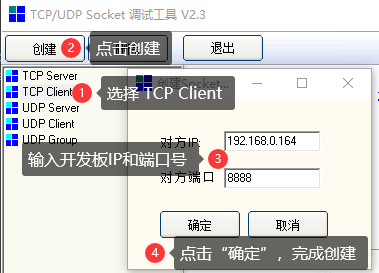 TCP/UDP Socket 调试工具 V2.3
创建
2
点击创建
退出
TCP Server
TCP Client
UDP Server
UDP Client
UDP Group
1
选择 TCP Client
创建Socket...
对方IP:
192.168.0.164
输入开发板IP和端口号
3
对方端口
8888
确定
取消
4
点击“确定”，完成创建